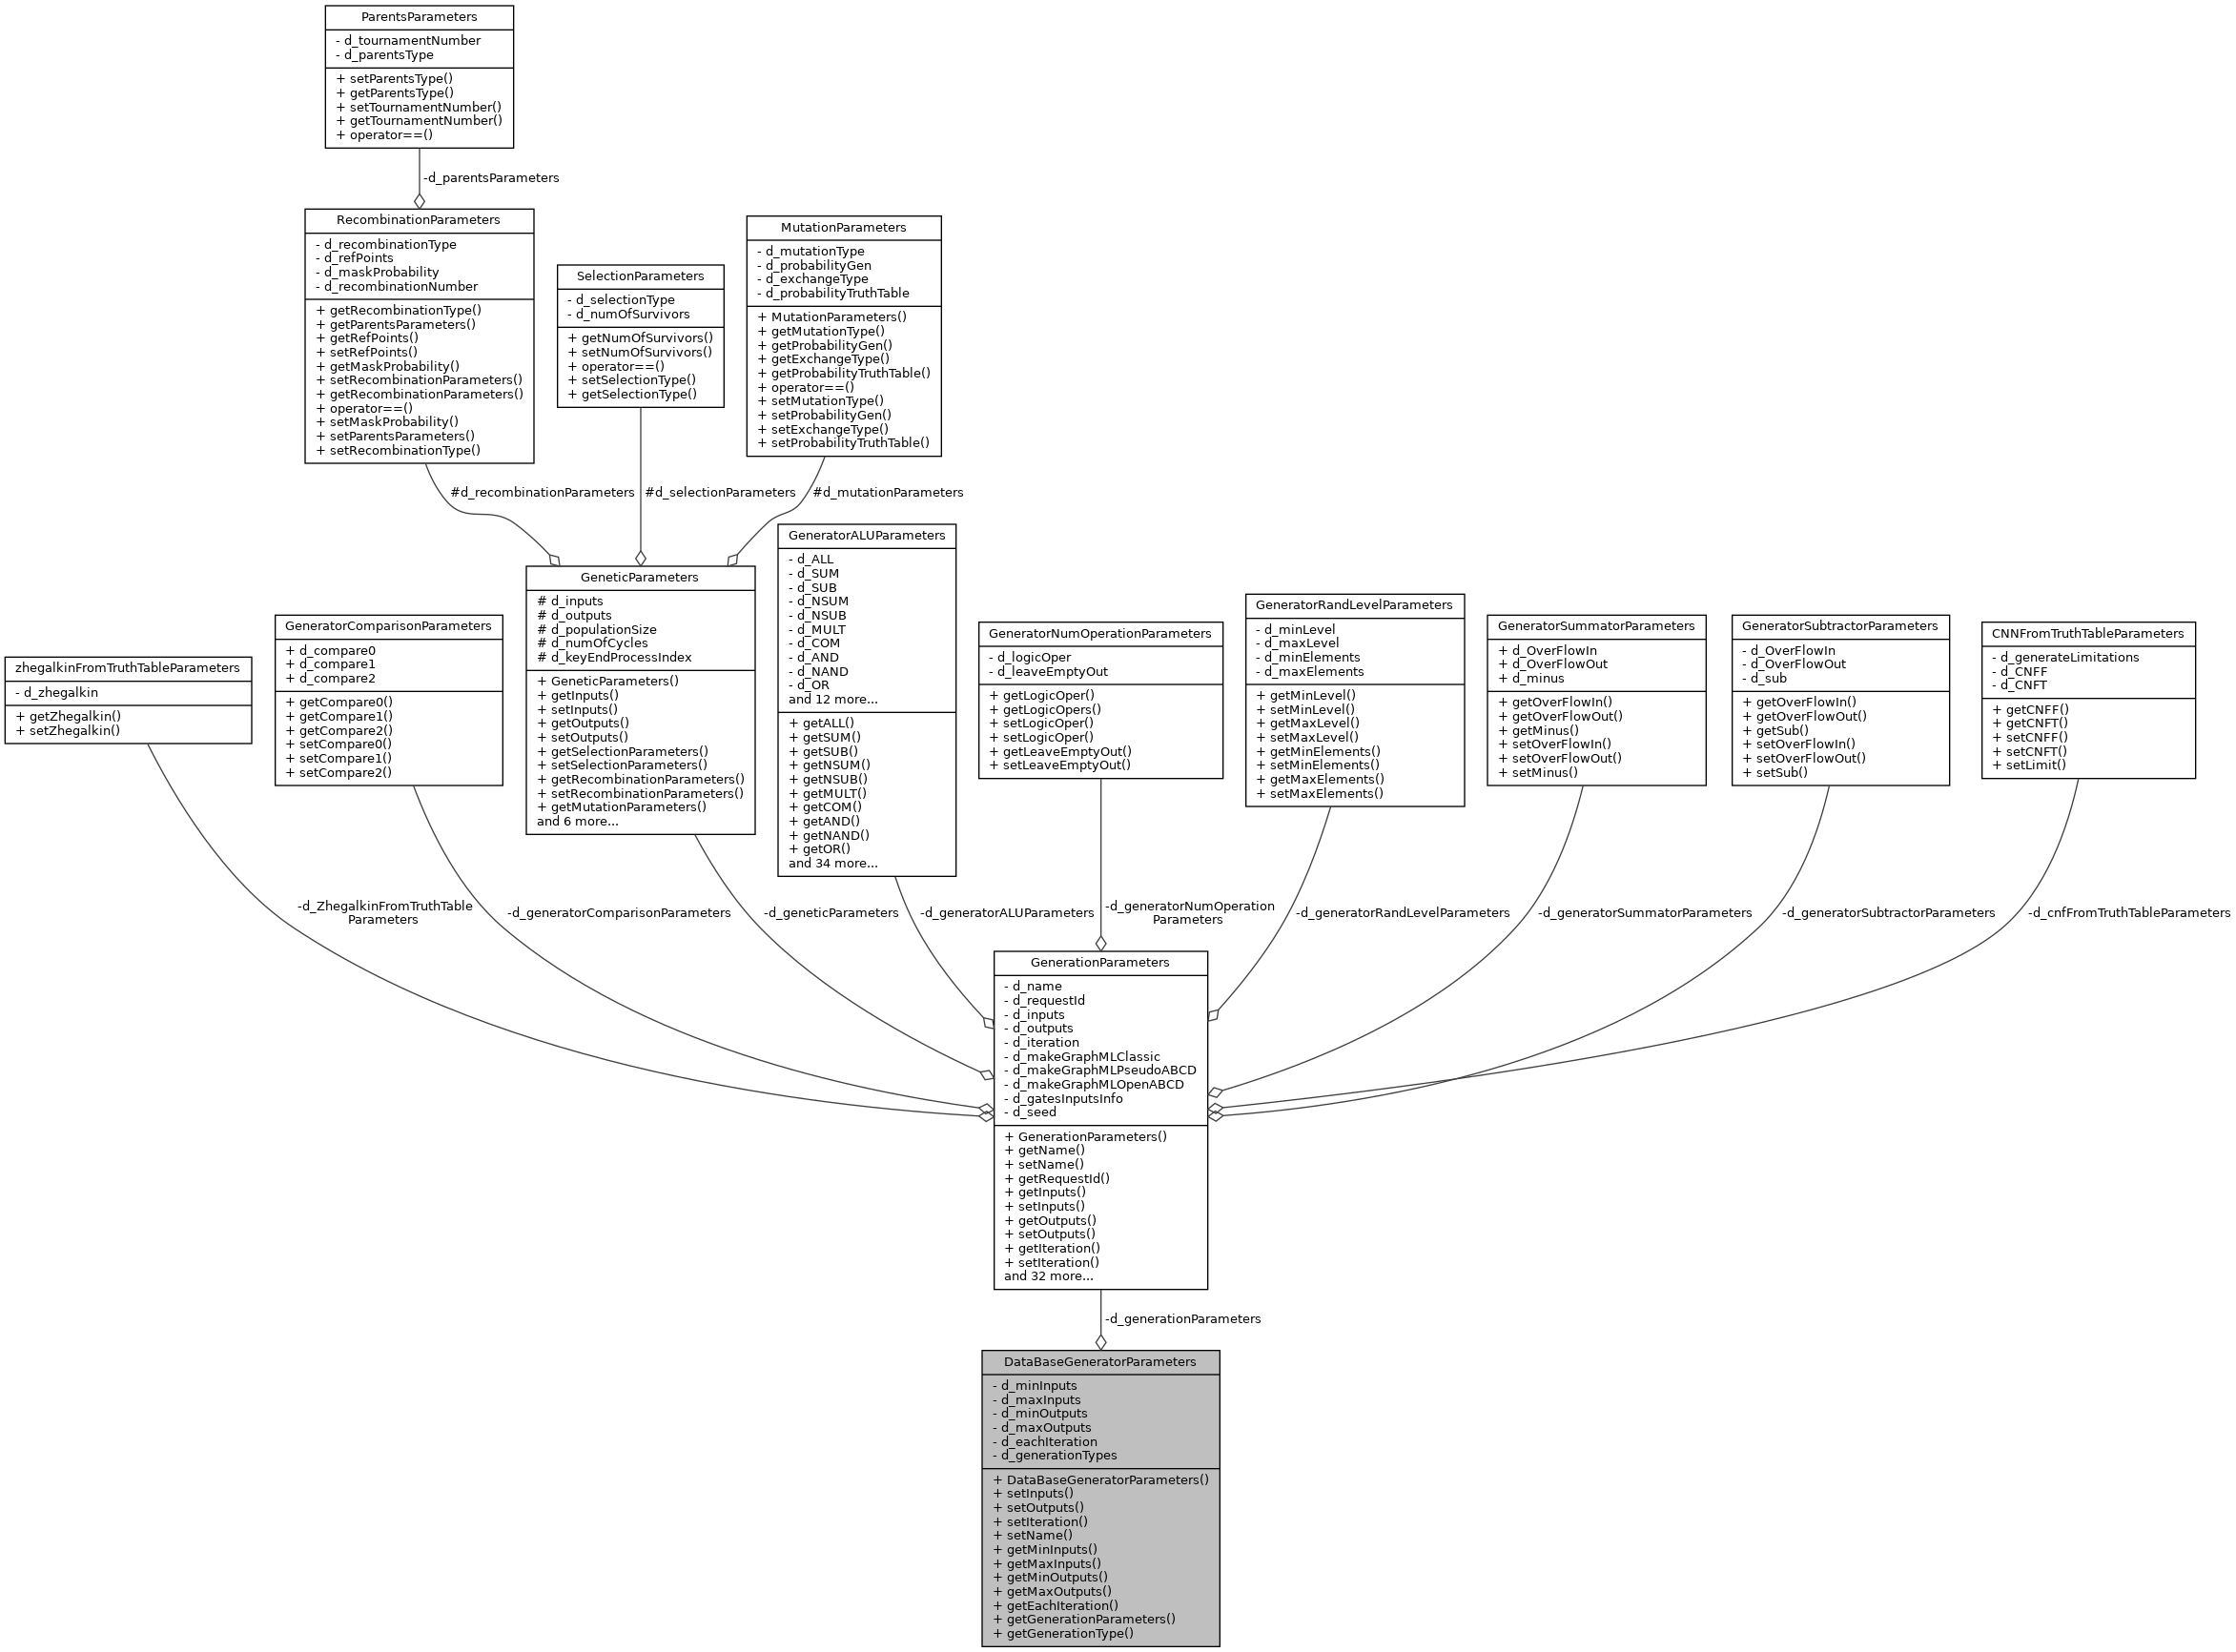 ParentsParameters
- d_tournamentNumber
- d_parentsType
+ setParentsType()
+ getParentsType()
+ setTournamentNumber()
+ getTournamentNumber()
+ operator==()
-d_parentsParameters
RecombinationParameters
- d_recombinationType
- d_refPoints
- d_maskProbability
- d_recombinationNumber
+ getRecombinationType()
+ getParentsParameters()
+ getRefPoints()
+ setRefPoints()
+ getMaskProbability()
+ setRecombinationParameters()
+ getRecombinationParameters()
+ operator==()
+ setMaskProbability()
+ setParentsParameters()
+ setRecombinationType()
SelectionParameters
- d_selectionType
- d_numOfSurvivors
+ getNumOfSurvivors()
+ setNumOfSurvivors()
+ operator==()
+ setSelectionType()
+ getSelectionType()
MutationParameters
- d_mutationType
- d_probabilityGen
- d_exchangeType
- d_probabilityTruthTable
+ MutationParameters()
+ getMutationType()
+ getProbabilityGen()
+ getExchangeType()
+ getProbabilityTruthTable()
+ operator==()
+ setMutationType()
+ setProbabilityGen()
+ setExchangeType()
+ setProbabilityTruthTable()
#d_recombinationParameters
#d_selectionParameters
#d_mutationParameters
zhegalkinFromTruthTableParameters
- d_zhegalkin
+ getZhegalkin()
+ setZhegalkin()
GeneratorComparisonParameters
+ d_compare0
+ d_compare1
+ d_compare2
+ getCompare0()
+ getCompare1()
+ getCompare2()
+ setCompare0()
+ setCompare1()
+ setCompare2()
GeneticParameters
# d_inputs
# d_outputs
# d_populationSize
# d_numOfCycles
# d_keyEndProcessIndex
+ GeneticParameters()
+ getInputs()
+ setInputs()
+ getOutputs()
+ setOutputs()
+ getSelectionParameters()
+ setSelectionParameters()
+ getRecombinationParameters()
+ setRecombinationParameters()
+ getMutationParameters()
and 6 more...
GeneratorALUParameters
- d_ALL
- d_SUM
- d_SUB
- d_NSUM
- d_NSUB
- d_MULT
- d_COM
- d_AND
- d_NAND
- d_OR
and 12 more...
+ getALL()
+ getSUM()
+ getSUB()
+ getNSUM()
+ getNSUB()
+ getMULT()
+ getCOM()
+ getAND()
+ getNAND()
+ getOR()
and 34 more...
GeneratorNumOperationParameters
- d_logicOper
- d_leaveEmptyOut
+ getLogicOper()
+ getLogicOpers()
+ setLogicOper()
+ setLogicOper()
+ getLeaveEmptyOut()
+ setLeaveEmptyOut()
GeneratorRandLevelParameters
- d_minLevel
- d_maxLevel
- d_minElements
- d_maxElements
+ getMinLevel()
+ setMinLevel()
+ getMaxLevel()
+ setMaxLevel()
+ getMinElements()
+ setMinElements()
+ getMaxElements()
+ setMaxElements()
GeneratorSummatorParameters
+ d_OverFlowIn
+ d_OverFlowOut
+ d_minus
+ getOverFlowIn()
+ getOverFlowOut()
+ getMinus()
+ setOverFlowIn()
+ setOverFlowOut()
+ setMinus()
GeneratorSubtractorParameters
- d_OverFlowIn
- d_OverFlowOut
- d_sub
+ getOverFlowIn()
+ getOverFlowOut()
+ getSub()
+ setOverFlowIn()
+ setOverFlowOut()
+ setSub()
CNNFromTruthTableParameters
- d_generateLimitations
- d_CNFF
- d_CNFT
+ getCNFF()
+ getCNFT()
+ setCNFF()
+ setCNFT()
+ setLimit()
-d_ZhegalkinFromTruthTable
Parameters
-d_generatorComparisonParameters
-d_geneticParameters
-d_generatorALUParameters
-d_generatorNumOperation
Parameters
-d_generatorRandLevelParameters
-d_generatorSummatorParameters
-d_generatorSubtractorParameters
-d_cnfFromTruthTableParameters
GenerationParameters
- d_name
- d_requestId
- d_inputs
- d_outputs
- d_iteration
- d_makeGraphMLClassic
- d_makeGraphMLPseudoABCD
- d_makeGraphMLOpenABCD
- d_gatesInputsInfo
- d_seed
+ GenerationParameters()
+ getName()
+ setName()
+ getRequestId()
+ getInputs()
+ setInputs()
+ getOutputs()
+ setOutputs()
+ getIteration()
+ setIteration()
and 32 more...
-d_generationParameters
DataBaseGeneratorParameters
- d_minInputs
- d_maxInputs
- d_minOutputs
- d_maxOutputs
- d_eachIteration
- d_generationTypes
+ DataBaseGeneratorParameters()
+ setInputs()
+ setOutputs()
+ setIteration()
+ setName()
+ getMinInputs()
+ getMaxInputs()
+ getMinOutputs()
+ getMaxOutputs()
+ getEachIteration()
+ getGenerationParameters()
+ getGenerationType()